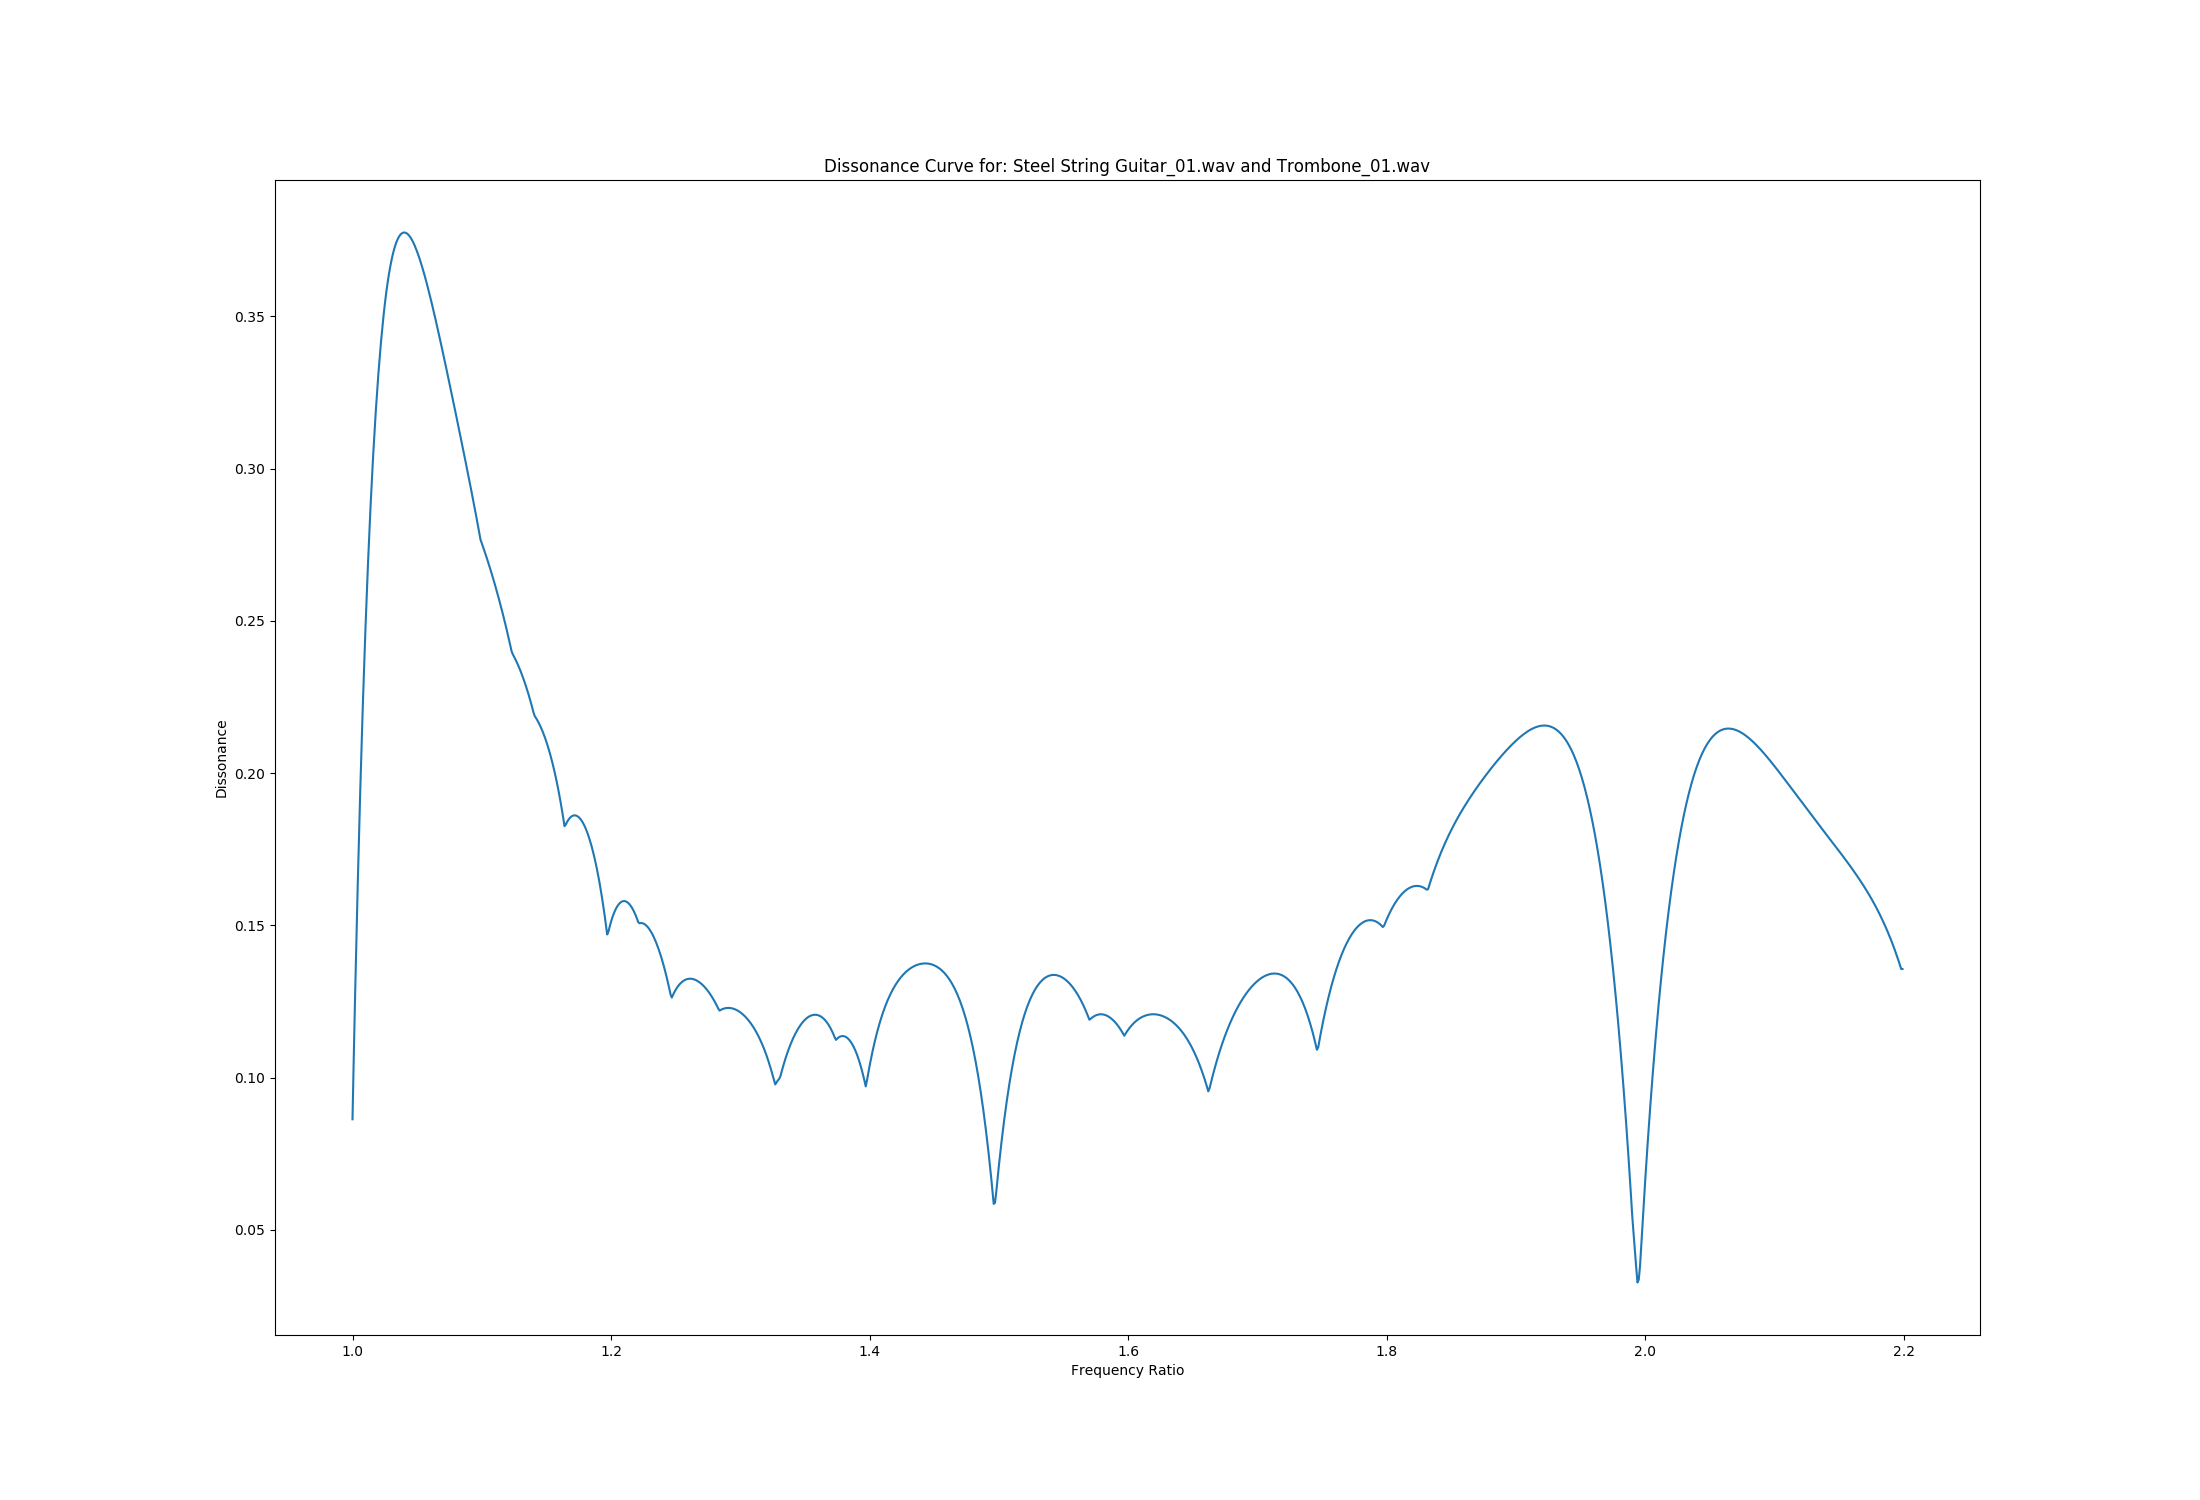 Dissonance Curve for: Steel String Guitar_01.wav and Trombone_01.wav
0.35
0.30
0.25
0.20
0.15
0.10
0.05
Dissonance
1.0 1.2 1.4 1.6 1.8 2.0 2.2
Frequency Ratio